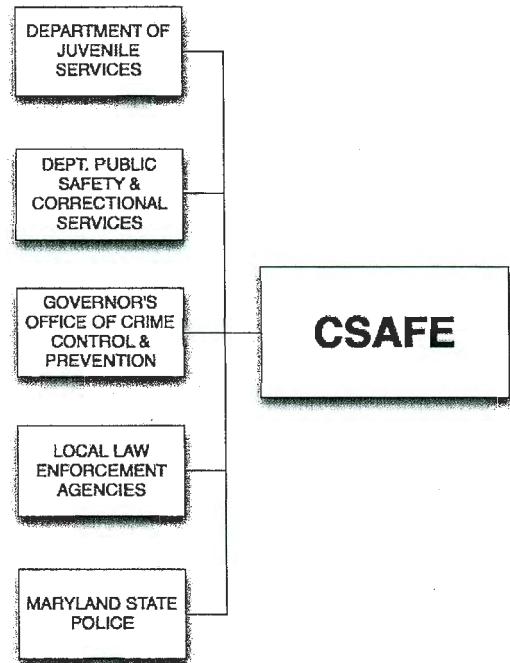 DEPARTMENT OF
JUVENILE
SERVICES
DEPT. PUBLIC
SAFETY &
CORRECTIONAL
SERVICES
GOVERNOR'S
OFFICE OF CRIME
CONTROL &
PREVENTION
CSAFE
LOCAL LAW
ENFORCEMENT
AGENCIES
MARYLAND STATE
POLICE